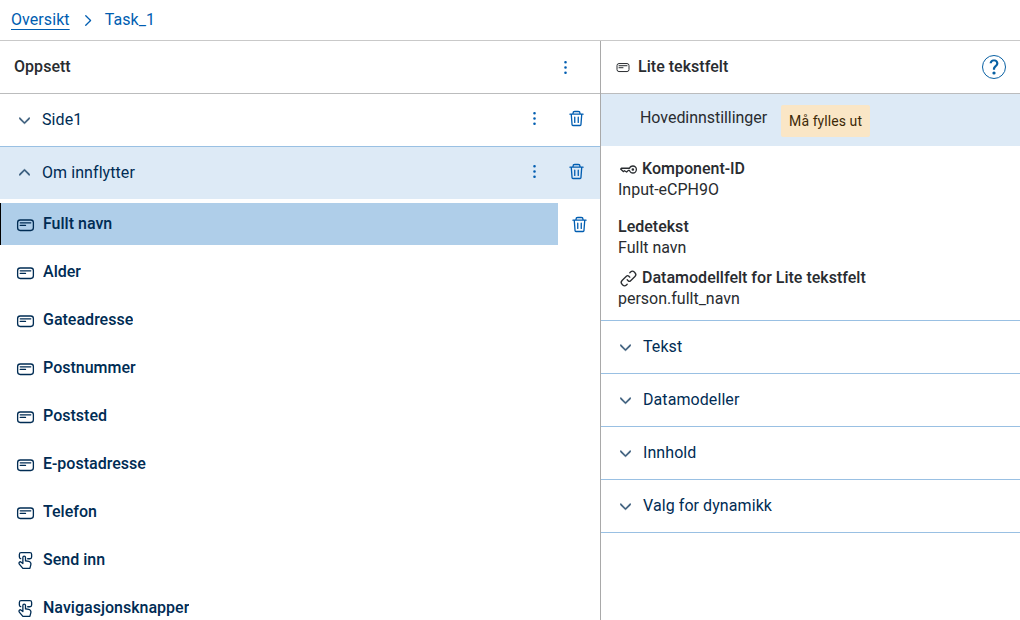 Oversikt > Task_1
Oppsett
Side1
Om innflytter
Fullt navn
Alder
Gateadresse
Postnummer
Poststed
E-postadresse
Telefon
Send inn
Navigasjonsknapper
Lite tekstfelt
?
Hovedinnstillinger Må fylles ut
Komponent-ID
Input-eCPH9O
Ledetekst
Fullt navn
Datamodellfelt for Lite tekstfelt
person.fullt_navn
Tekst
Datamodeller
Innhold
Valg for dynamikk